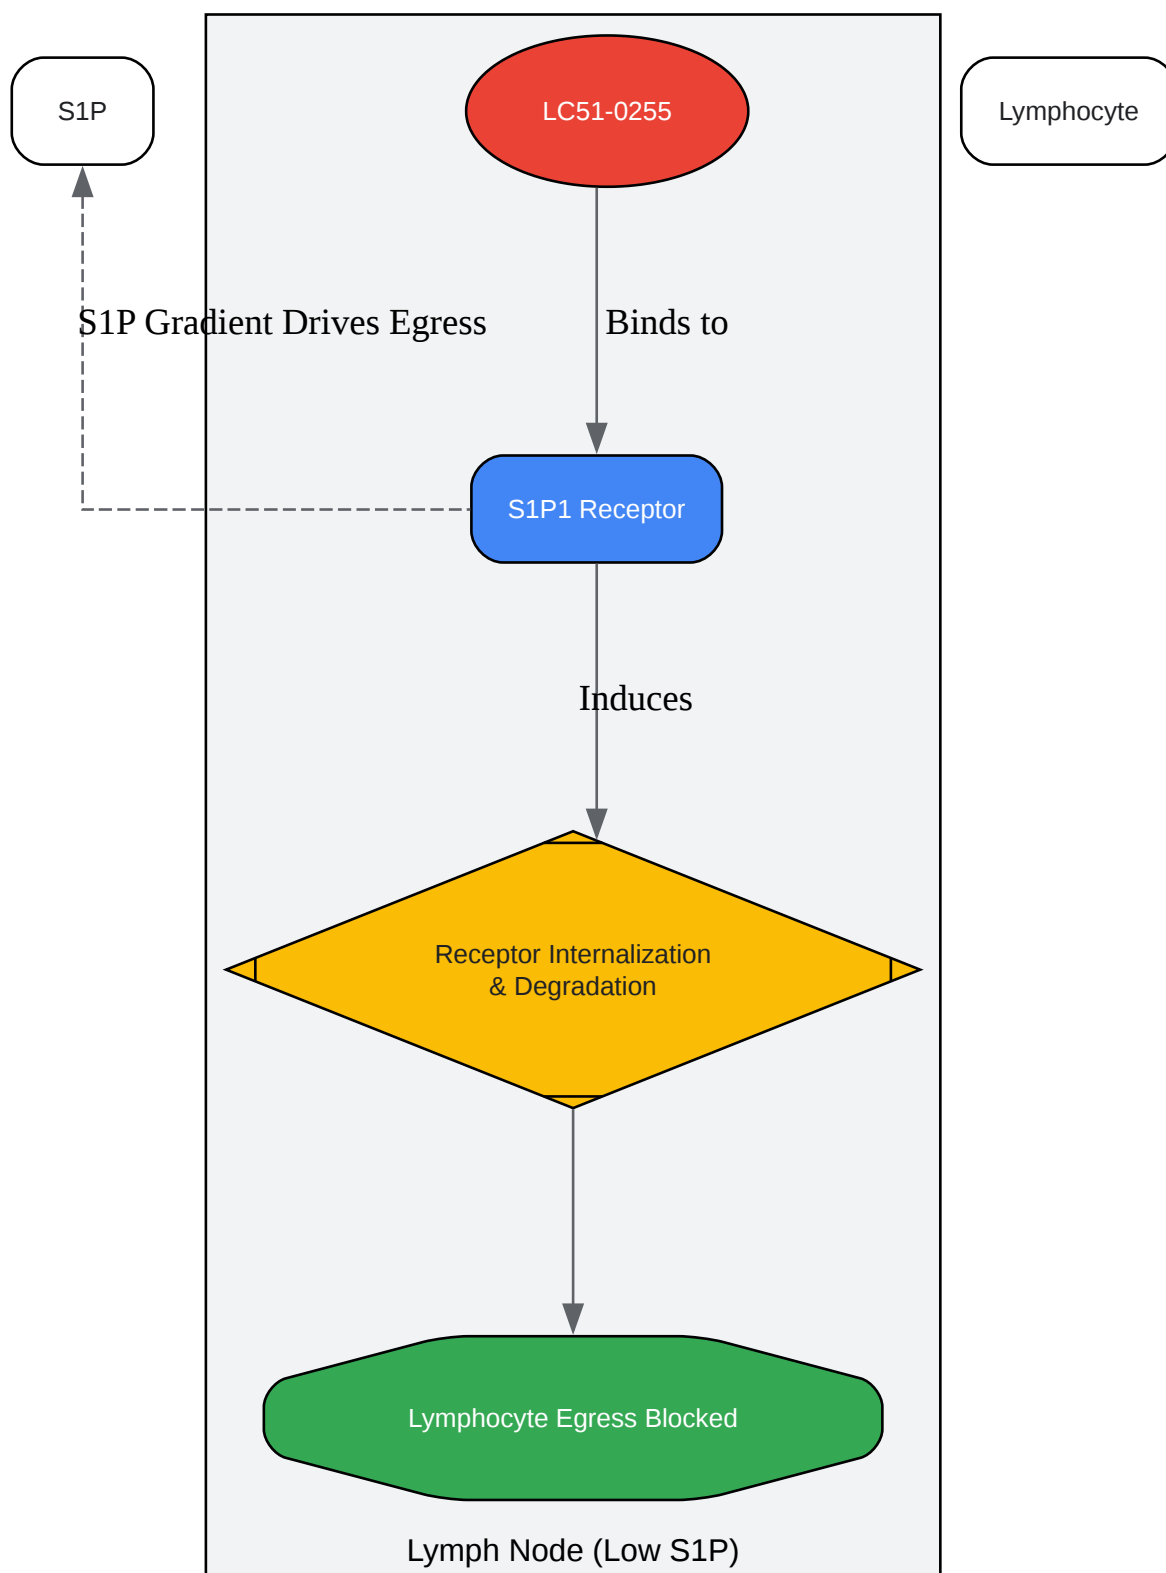 S1P
LC51-0255
Lymphocyte
S1P Gradient Drives Egress
Binds to
S1P1 Receptor
Induces
Receptor Internalization
& Degradation
Lymphocyte Egress Blocked
Lymph Node (Low S1P)